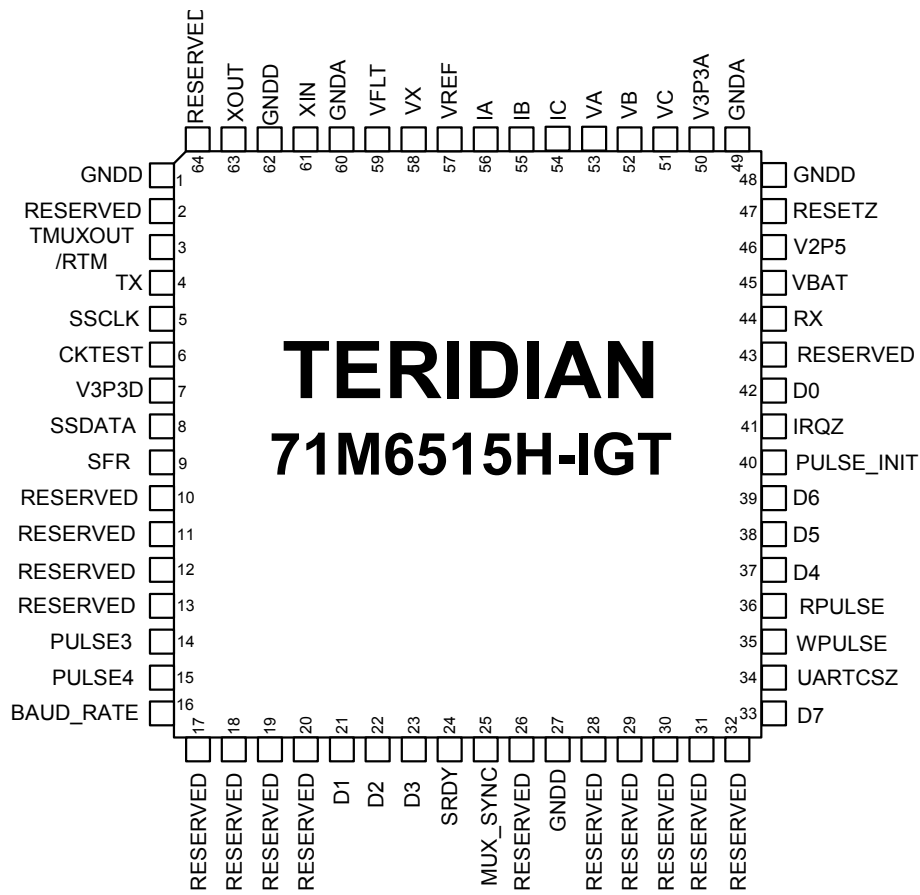 RESERVED
XOUT
GNDD
XIN
GNDA
VFLT
VX
VREF
IA
IB
IC
VA
VB
VC
V3P3A
GNDA
64
63
62
61
60
59
58
57
56
55
54
53
52
51
50
49
GNDD 1
RESERVED 2
TMUXOUT
/RTM 3
TX 4
SSCLK 5
CKTEST 6
V3P3D 7
SSDATA 8
SFR 9
RESERVED 10
RESERVED 11
RESERVED 12
RESERVED 13
PULSE3 14
PULSE4 15
BAUD_RATE 16
TERIDIAN
71M6515H-IGT
48 GNDD
47 RESETZ
46 V2P5
45 VBAT
44 RX
43 RESERVED
42 D0
41 IRQZ
40 PULSE_INIT
39 D6
38 D5
37 D4
36 RPULSE
35 WPULSE
34 UARTCSZ
33 D7
17
18
19
20
21
22
23
24
25
26
27
28
29
30
31
32
RESERVED
RESERVED
RESERVED
RESERVED
D1
D2
D3
SRDY
MUX_SYNC
RESERVED
GNDD
RESERVED
RESERVED
RESERVED
RESERVED
RESERVED